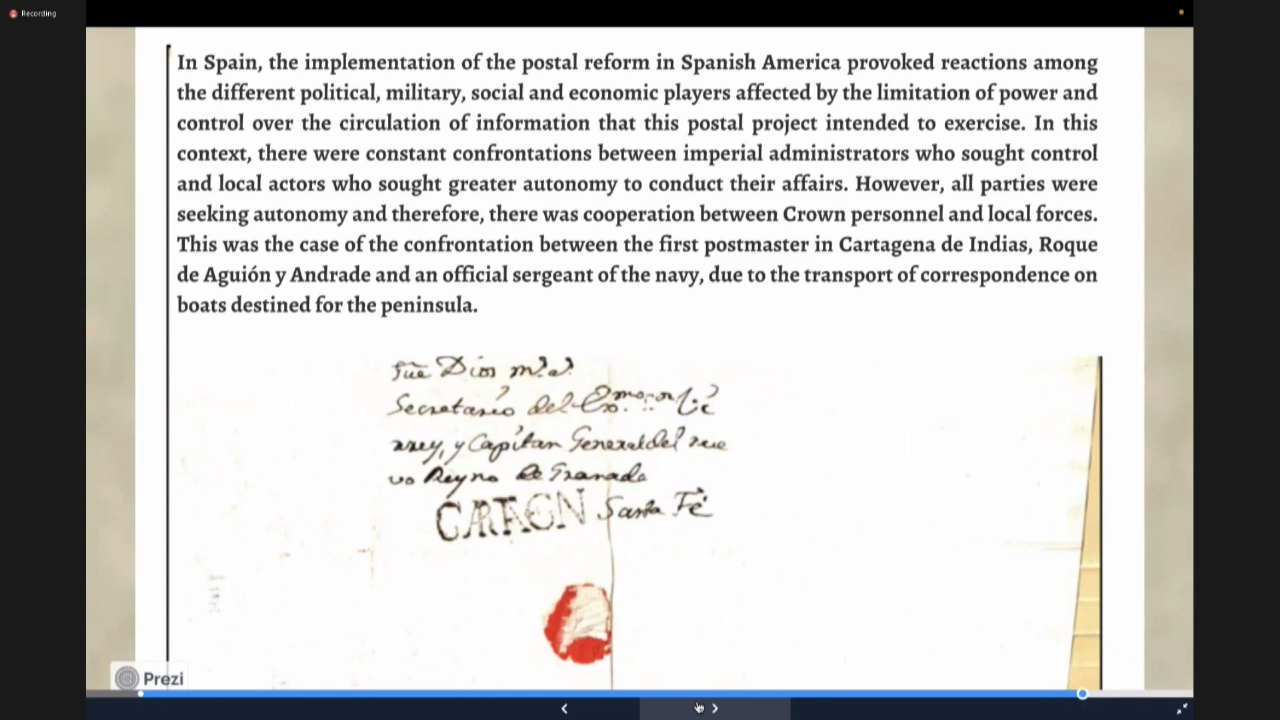 Recording
In Spain, the implementation of the postal reform in Spanish America provoked reactions among
the different political, military, social and economic players affected by the limitation of power and
control over the circulation of information that this postal project intended to exercise. In this
context, there were constant confrontations between imperial administrators who sought control
and local actors who sought greater autonomy to conduct their affairs. However, all parties were
seeking autonomy and therefore, there was cooperation between Crown personnel and local forces.
This was the case of the confrontation between the first postmaster in Cartagena de Indias, Roque
de Aguión y Andrade and an official sergeant of the navy, due to the transport of correspondence on
boats destined for the peninsula.
Dios
Secretario del
rrey, y Capitan General del nue
vo Reyno de Granada
Santa Fè
Prezi